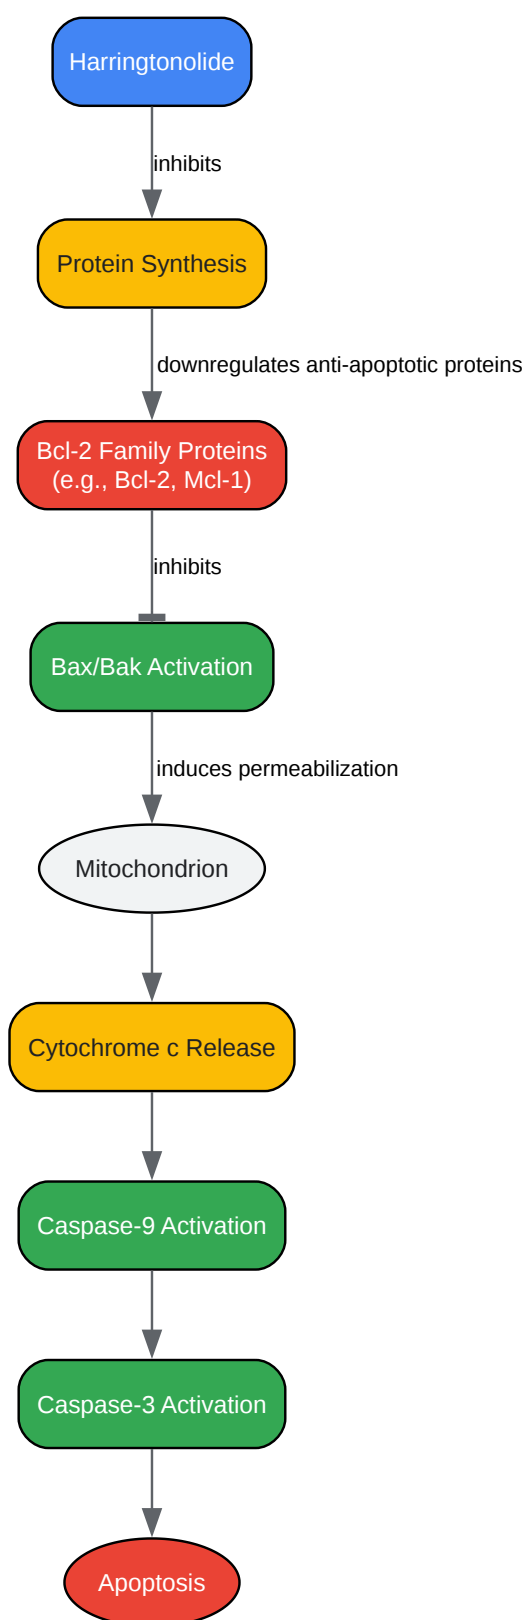 Harringtonolide
inhibits
Protein Synthesis
downregulates anti-apoptotic proteins
Bcl-2 Family Proteins
(e.g., Bcl-2, Mcl-1)
inhibits
Bax/Bak Activation
induces permeabilization
Mitochondrion
Cytochrome c Release
Caspase-9 Activation
Caspase-3 Activation
Apoptosis